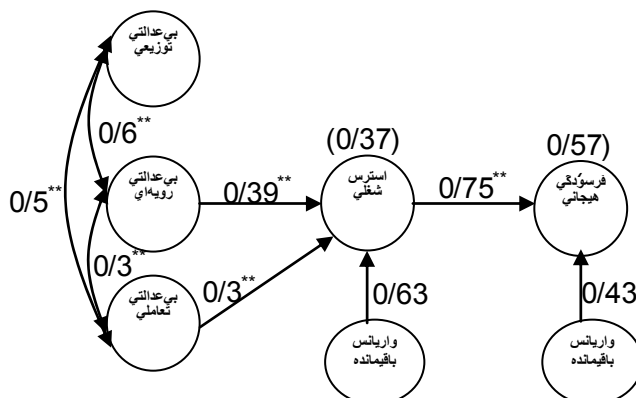 بي‌عدالتي
توزيعي
0/6**
0/5**
بي‌عدالتي
رويه‌اي
0/39**
(0/37)
استرس
شغلي
0/75**
0/57)
فرسودگي
هيجاني
0/3**
بي‌عدالتي
تعاملي
0/3**
0/63
0/43
واريانس
باقيمانده
واريانس
باقيمانده